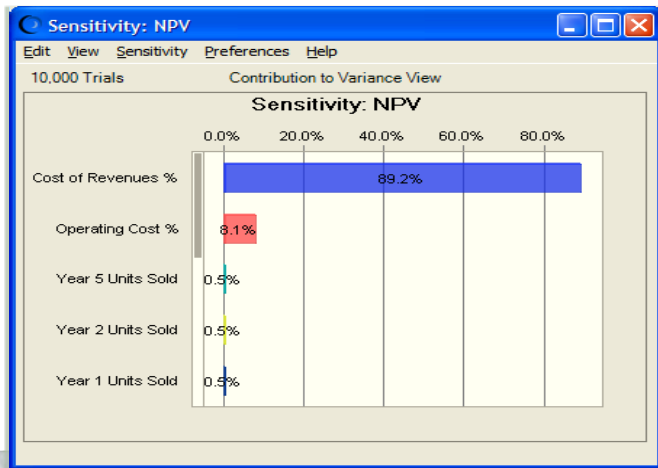 Sensitivity: NPV
Edit View Sensitivity Preferences Help
10,000 Trials Contribution to Variance View
Sensitivity: NPV
0.0% 20.0% 40.0% 60.0% 80.0%
Cost of Revenues % 89.2%
Operating Cost % 8.1%
Year 5 Units Sold 0.5%
Year 2 Units Sold 0.5%
Year 1 Units Sold 0.5%